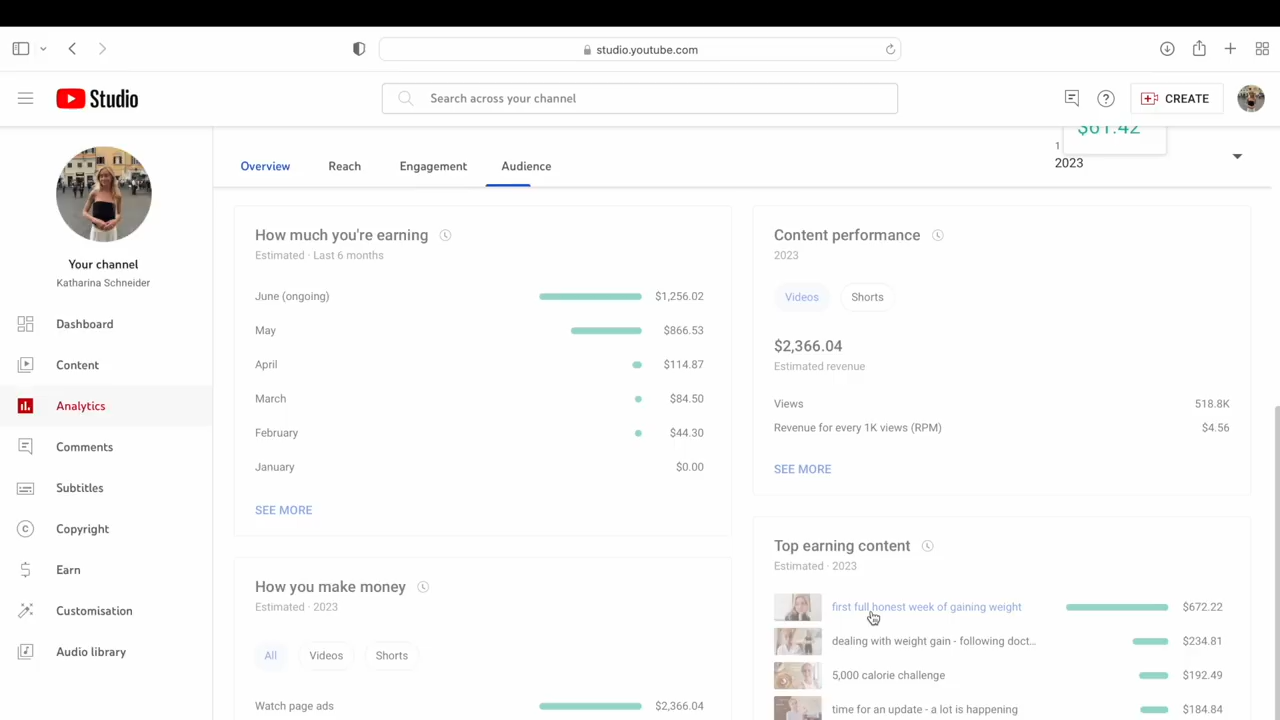 studio.youtube.com
Studio
Search across your channel
CREATE
$61.42
1
2023
Overview
Reach
Engagement
Audience
Your channel
Katharina Schneider
Dashboard
Content
Analytics
Comments
Subtitles
Copyright
Earn
Customisation
Audio library
How much you're earning
Estimated · Last 6 months
June (ongoing) $1,256.02
May $866.53
April $114.87
March $84.50
February $44.30
January $0.00
SEE MORE
How you make money
Estimated · 2023
All Videos Shorts
Watch page ads $2,366.04
Content performance
2023
Videos Shorts
$2,366.04
Estimated revenue
Views 518.8K
Revenue for every 1K views (RPM) $4.56
SEE MORE
Top earning content
Estimated · 2023
first full honest week of gaining weight $672.22
dealing with weight gain - following doct... $234.81
5,000 calorie challenge $192.49
time for an update - a lot is happening $184.84